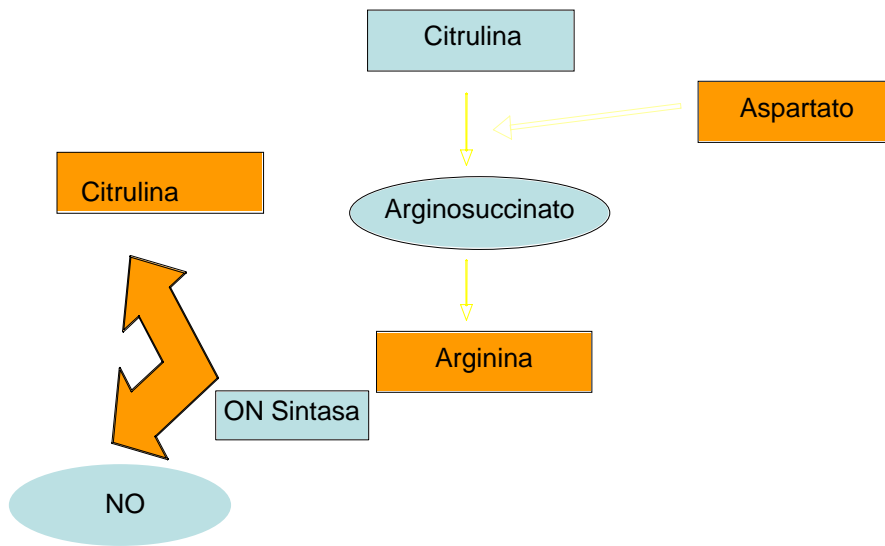 Citrulina
Aspartato
Citrulina
Arginosuccinato
Arginina
ON Sintasa
NO